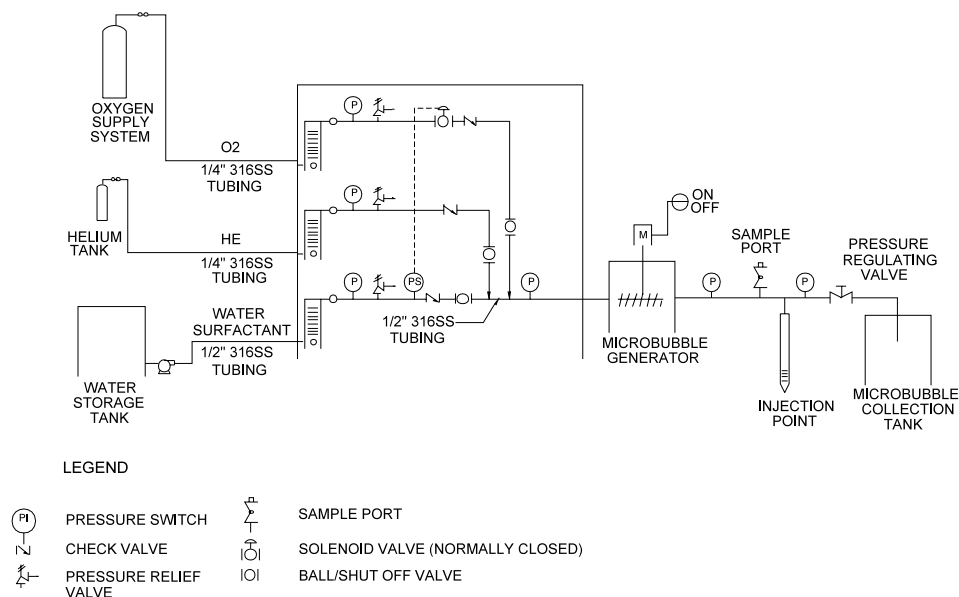 OXYGEN
SUPPLY
SYSTEM
O2
1/4" 316SS
TUBING
P
HELIUM
TANK
HE
1/4" 316SS
TUBING
P
WATER
STORAGE
TANK
WATER
SURFACTANT
1/2" 316SS
TUBING
P
PS
1/2" 316SS
TUBING
P
M
ON
OFF
MICROBUBBLE
GENERATOR
P
SAMPLE
PORT
P
INJECTION
POINT
PRESSURE
REGULATING
VALVE
MICROBUBBLE
COLLECTION
TANK
LEGEND
PI
PRESSURE SWITCH
CHECK VALVE
PRESSURE RELIEF
VALVE
SAMPLE PORT
SOLENOID VALVE (NORMALLY CLOSED)
BALL/SHUT OFF VALVE